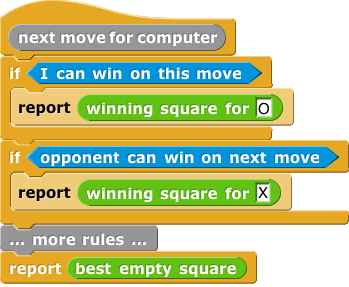 next move for computer
if I can win on this move
report winning square for O
if opponent can win on next move
report winning square for X
... more rules ...
report best empty square